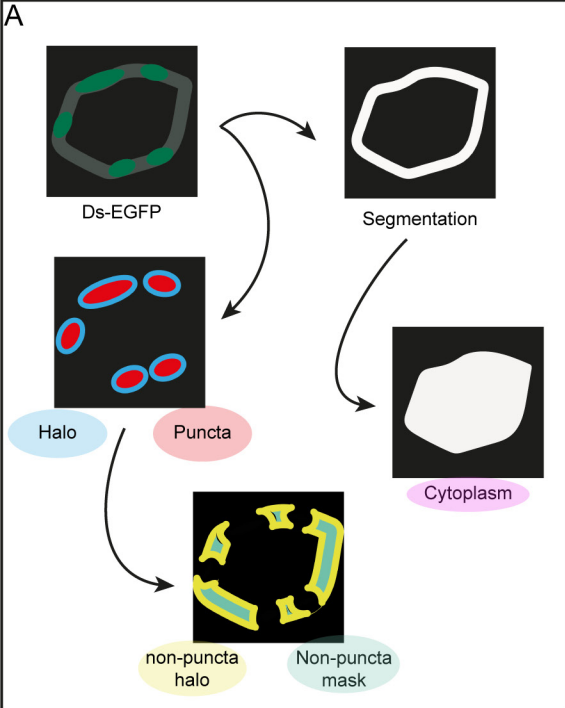 A
Ds-EGFP
Segmentation
Halo
Puncta
Cytoplasm
non-puncta
halo
Non-puncta
mask